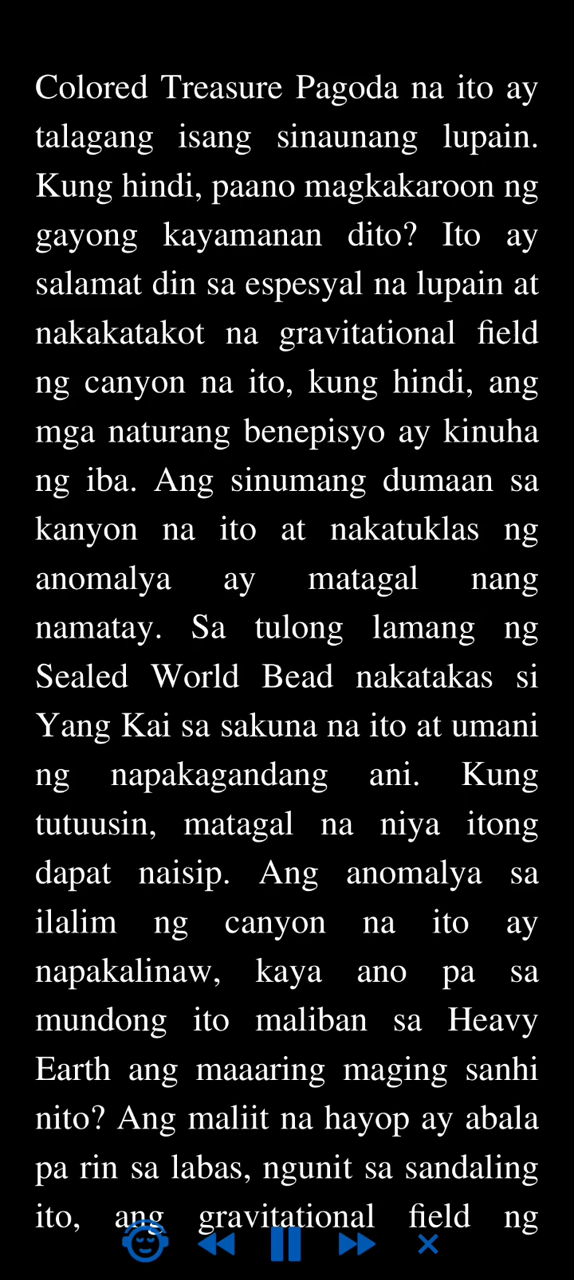 Colored Treasure Pagoda na ito ay
talagang isang sinaunang lupain.
Kung hindi, paano magkakaroon ng
gayong kayamanan dito? Ito ay
salamat din sa espesyal na lupain at
nakakatakot na gravitational field
ng canyon na ito, kung hindi, ang
mga naturang benepisyo ay kinuha
ng iba. Ang sinumang dumaan sa
kanyon na ito at nakatuklas ng
anomalya ay matagal nang
namatay. Sa tulong lamang ng
Sealed World Bead nakatakas si
Yang Kai sa sakuna na ito at umani
ng napakagandang ani. Kung
tutuusin, matagal na niya itong
dapat naisip. Ang anomalya sa
ilalim ng canyon na ito ay
napakalinaw, kaya ano pa sa
mundong ito maliban sa Heavy
Earth ang maaaring maging sanhi
nito? Ang maliit na hayop ay abala
pa rin sa labas, ngunit sa sandaling
ito, ang gravitational field ng